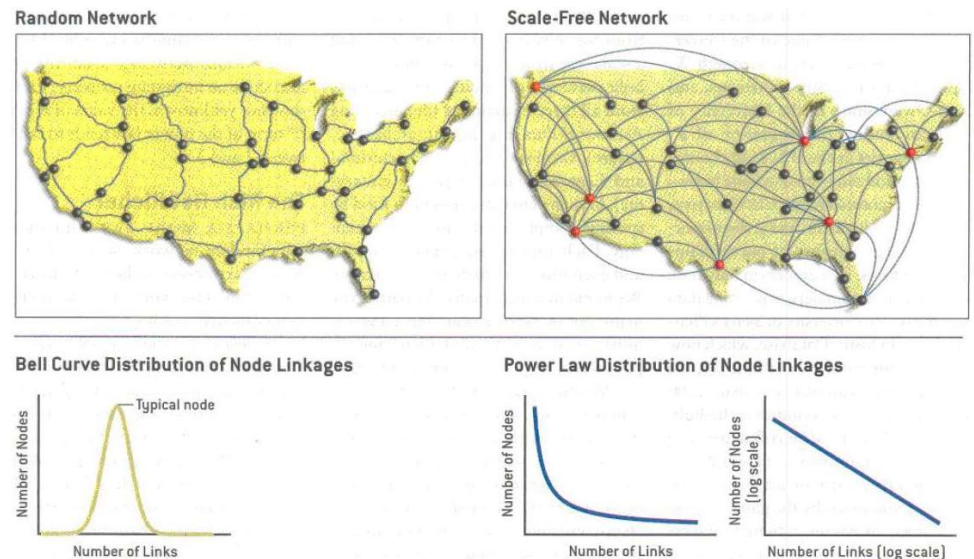 Random Network
Scale-Free Network
Bell Curve Distribution of Node Linkages
Power Law Distribution of Node Linkages
Typical node
Number of Nodes
Number of Links
Number of Nodes
Number of Links
Number of Nodes
(log scale)
Number of Links (log scale)